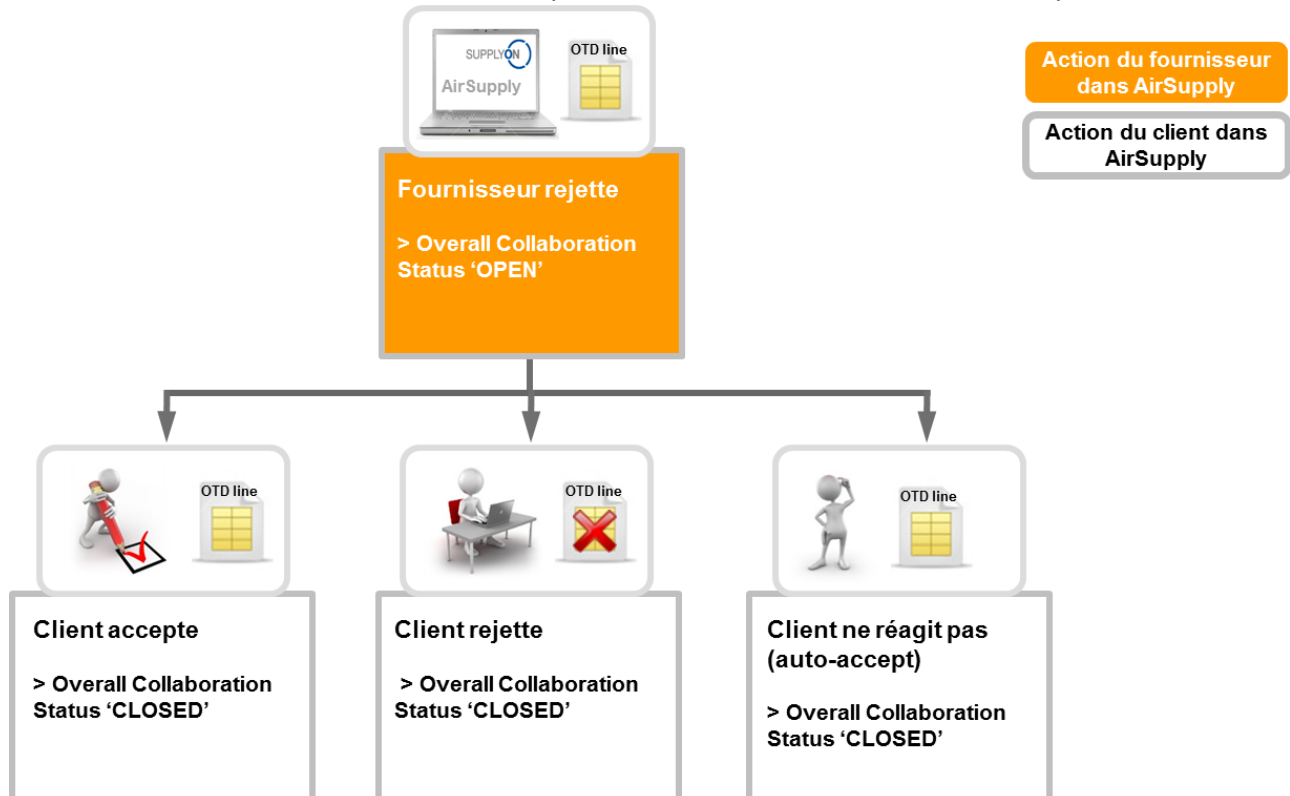 SUPPLYON
AirSupply
OTD line
Action du fournisseur
dans AirSupply
Action du client dans
AirSupply
Fournisseur rejette
> Overall Collaboration
Status ‘OPEN’
OTD line
OTD line
OTD line
Client accepte
> Overall Collaboration
Status ‘CLOSED’
Client rejette
> Overall Collaboration
Status ‘CLOSED’
Client ne réagit pas
(auto-accept)
> Overall Collaboration
Status ‘CLOSED’